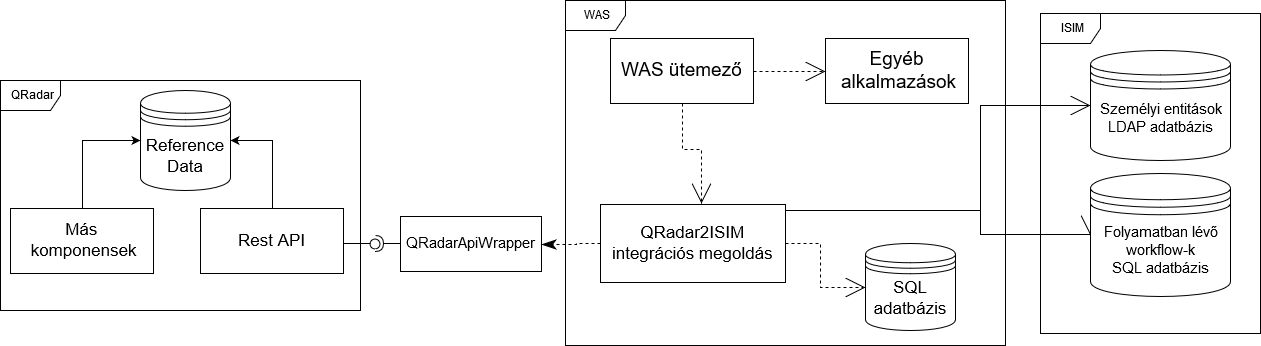 QRadar
Reference
Data
Más
komponensek
Rest API
QRadarApiWrapper
WAS
WAS ütemező
Egyéb
alkalmazások
QRadar2ISIM
integrációs megoldás
SQL
adatbázis
ISIM
Személyi entitások
LDAP adatbázis
Folyamatban lévő
workflow-k
SQL adatbázis